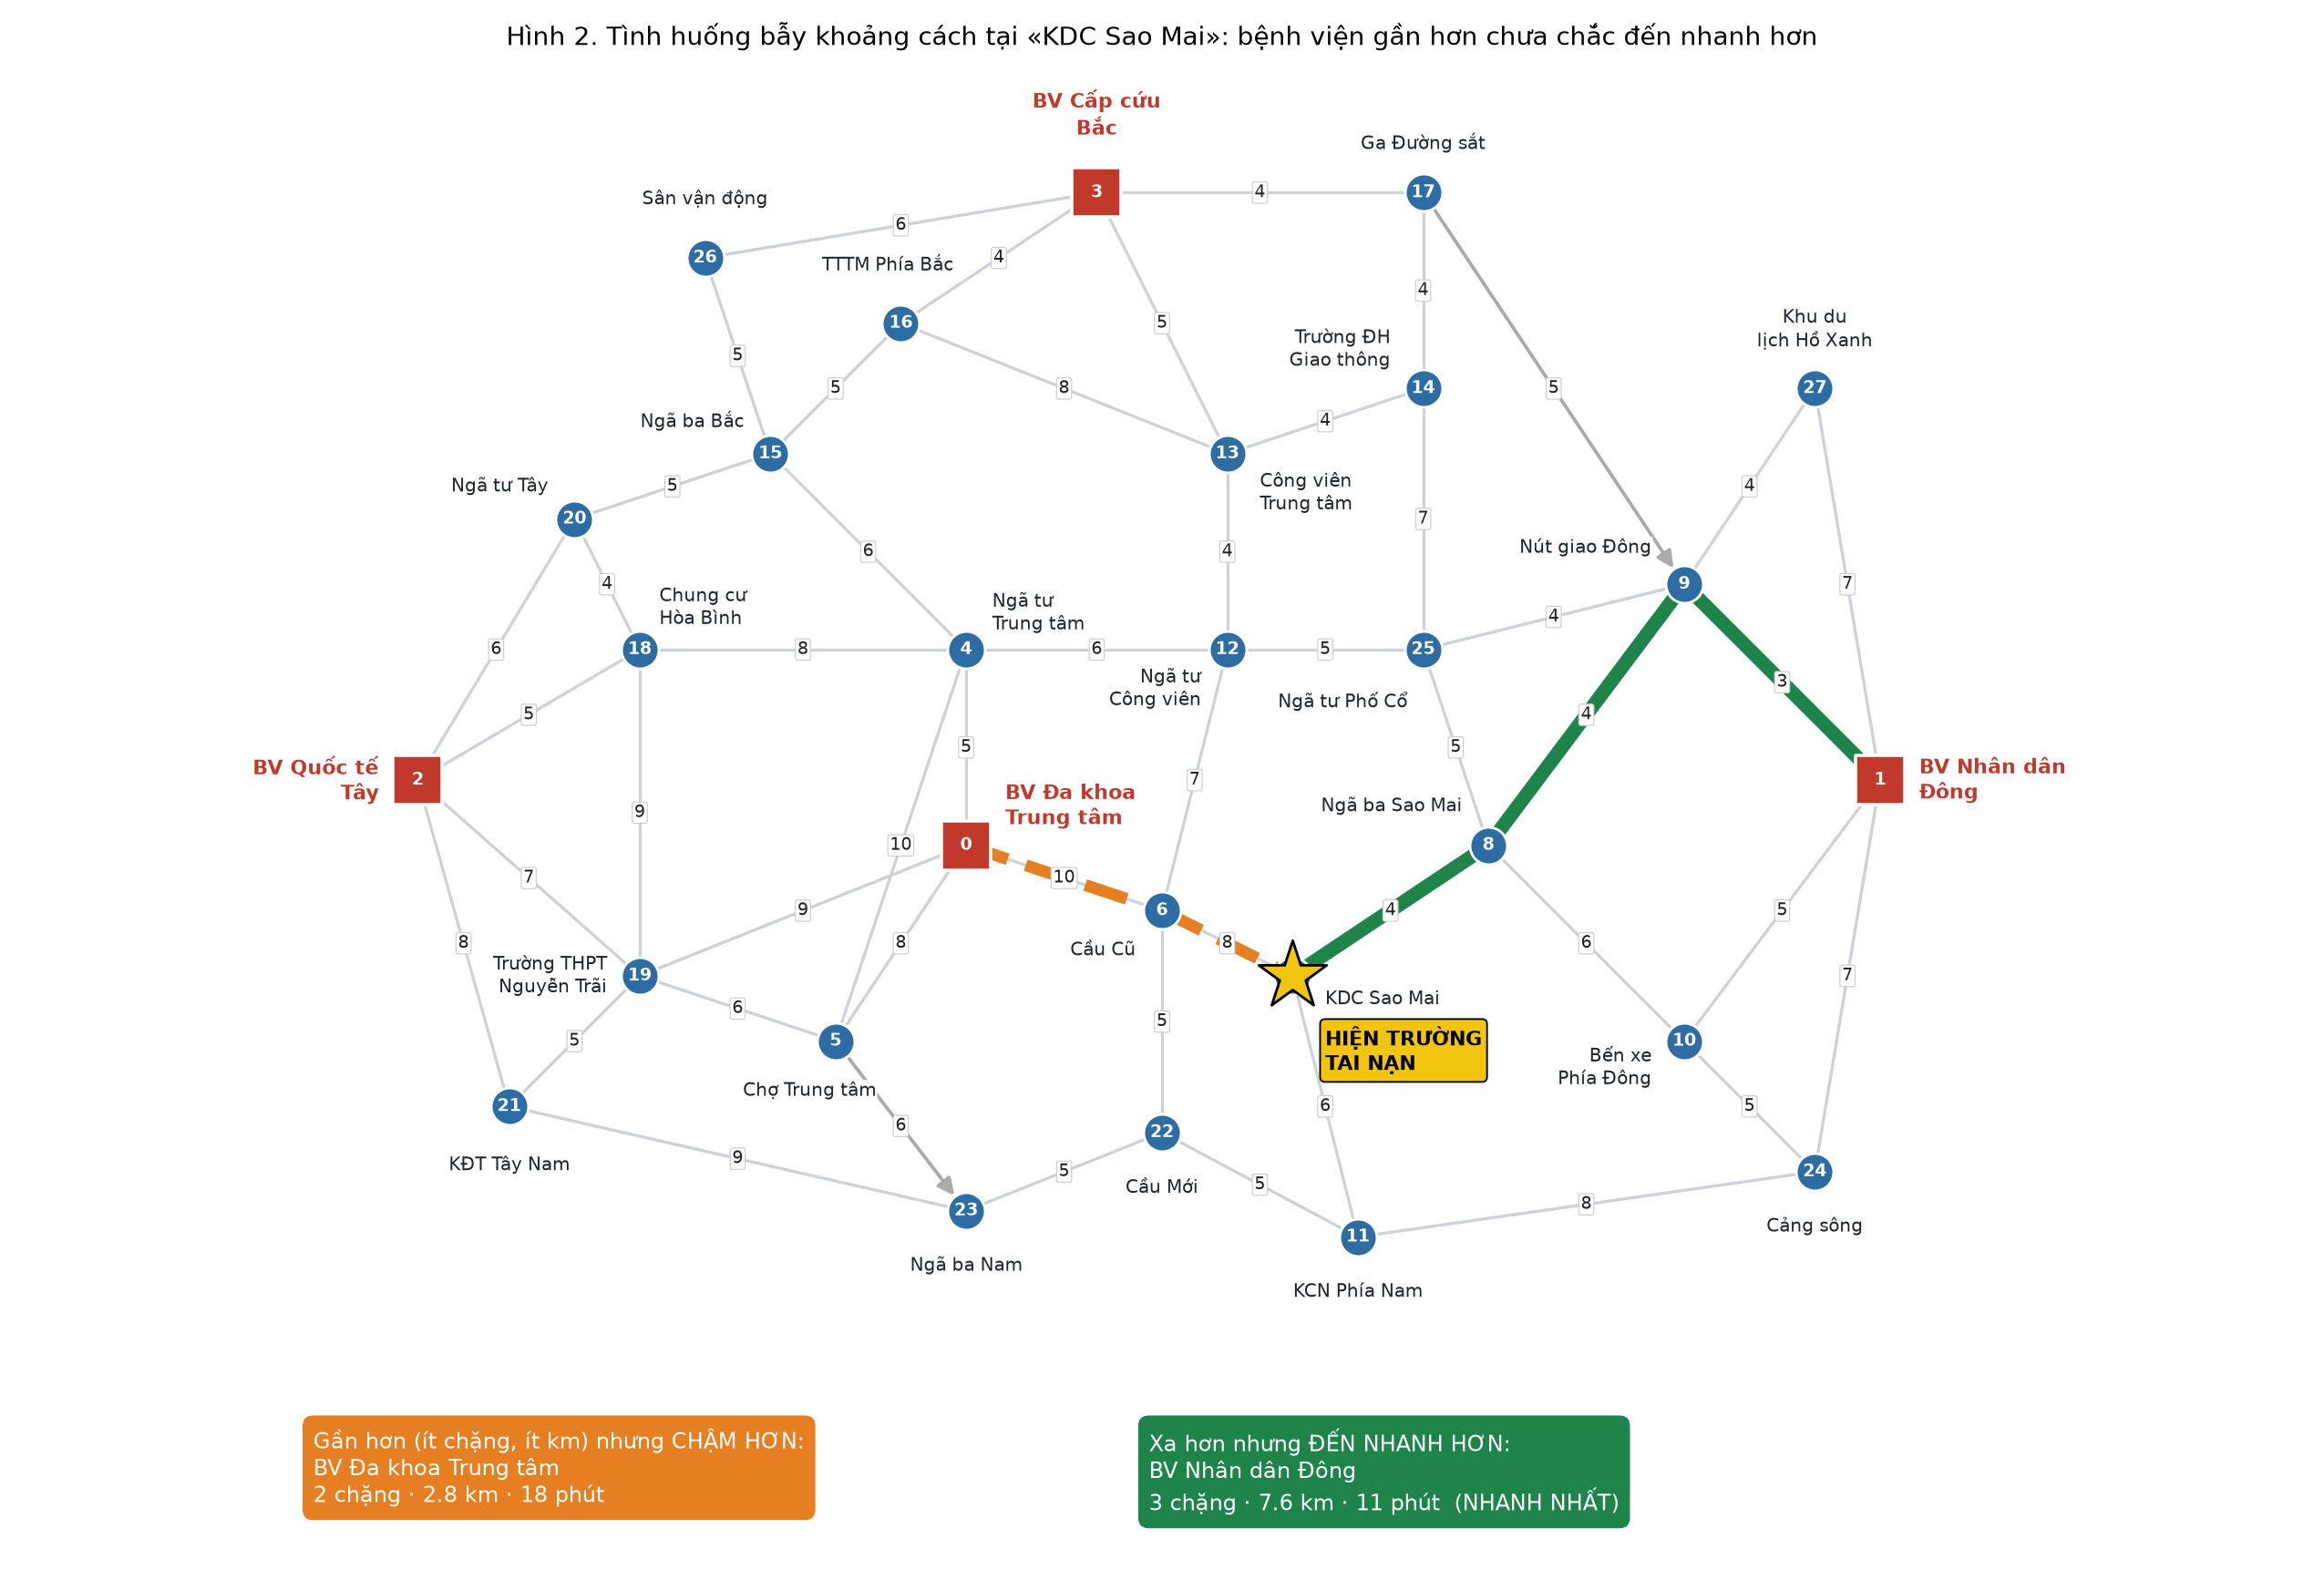 Hình 2. Tình huống bẫy khoảng cách tại «KDC Sao Mai»: bệnh viện gần hơn chưa chắc đến nhanh hơn
BV Cấp cứu
Bắc
Ga Đường sắt
3
4
17
Sân vận động
6
26
TTTM Phía Bắc
4
4
16
5
5
Trường ĐH
Giao thông
Khu du
lịch Hồ Xanh
5
8
14
5
27
Ngã ba Bắc
4
15
13
Ngã tư Tây
5
Công viên
Trung tâm
4
20
7
6
4
Nút giao Đông
4
9
7
Chung cư
Hòa Bình
Ngã tư
Trung tâm
4
6
18
8
4
6
12
5
25
Ngã tư
Công viên
Ngã tư Phố Cổ
3
5
4
5
5
BV Quốc tế
Tây
2
7
1
BV Nhân dân
Đông
BV Đa khoa
Trung tâm
Ngã ba Sao Mai
9
10
0
8
7
10
9
6
4
5
8
8
8
6
Cầu Cũ
Trường THPT
Nguyễn Trãi
19
7
KDC Sao Mai
6
5
HIỆN TRƯỜNG
TAI NẠN
5
5
10
Bến xe
Phía Đông
Chợ Trung tâm
21
6
22
6
5
KĐT Tây Nam
9
5
Cầu Mới
5
24
23
8
11
Cảng sông
Ngã ba Nam
KCN Phía Nam
Gần hơn (ít chặng, ít km) nhưng CHẬM HƠN:
BV Đa khoa Trung tâm
2 chặng · 2.8 km · 18 phút
Xa hơn nhưng ĐẾN NHANH HƠN:
BV Nhân dân Đông
3 chặng · 7.6 km · 11 phút  (NHANH NHẤT)